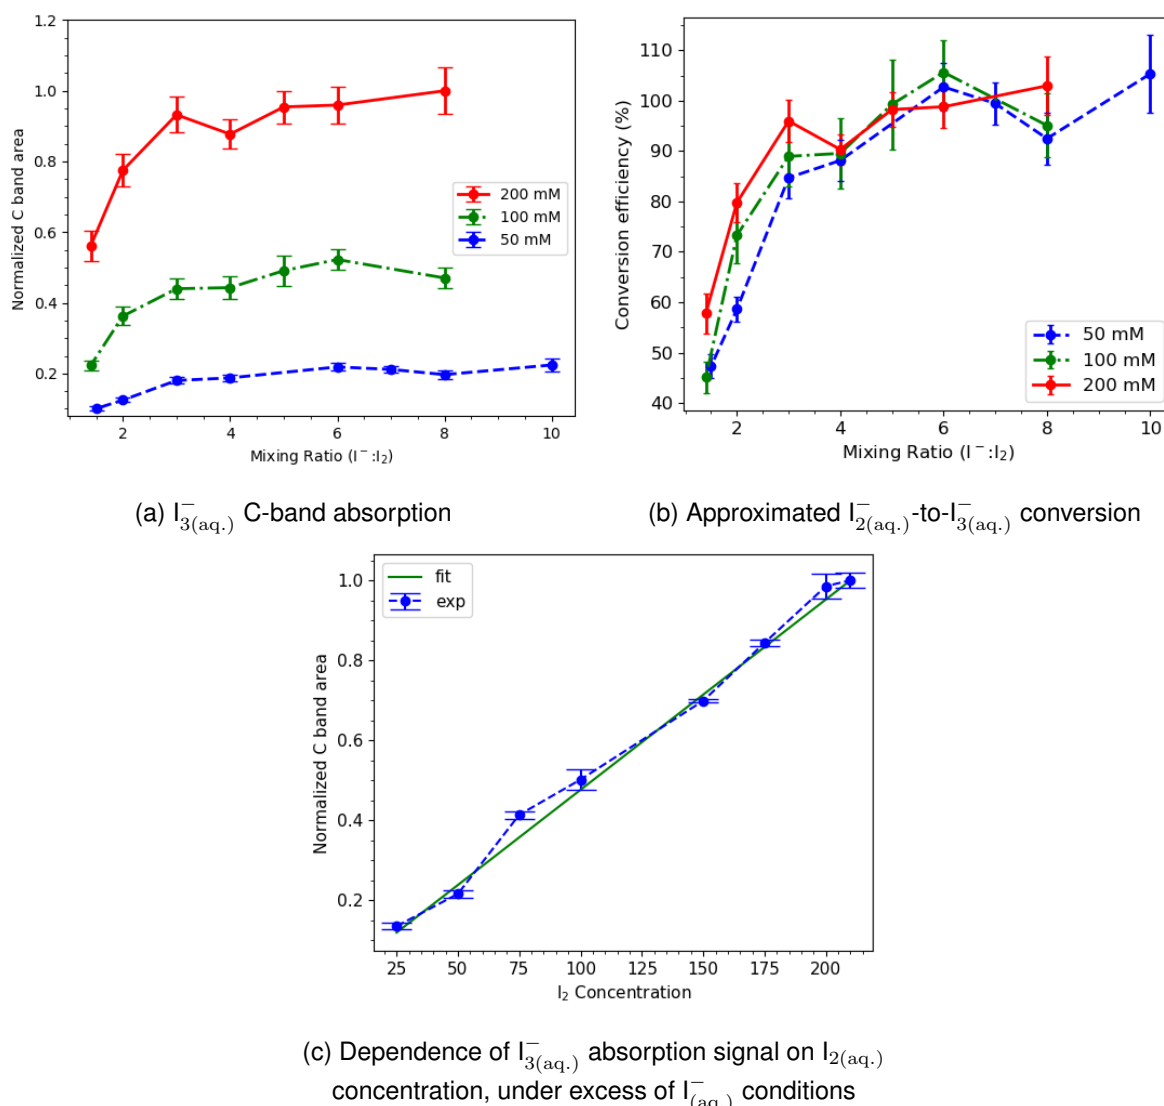 1.2
1.0
0.8
0.6
0.4
0.2
Normalized C band area
200 mM
100 mM
50 mM
2 4 6 8 10
Mixing Ratio (I⁻:I₂)
(a) I₃⁻(aq.) C-band absorption
110
100
90
80
70
60
50
40
Conversion efficiency (%)
50 mM
100 mM
200 mM
2 4 6 8 10
Mixing Ratio (I⁻:I₂)
(b) Approximated I₂⁻(aq.)-to-I₃⁻(aq.) conversion
1.0
0.8
0.6
0.4
0.2
Normalized C band area
fit
exp
25 50 75 100 125 150 175 200
I₂ Concentration
(c) Dependence of I₃⁻(aq.) absorption signal on I₂(aq.)
concentration, under excess of I⁻(aq.) conditions